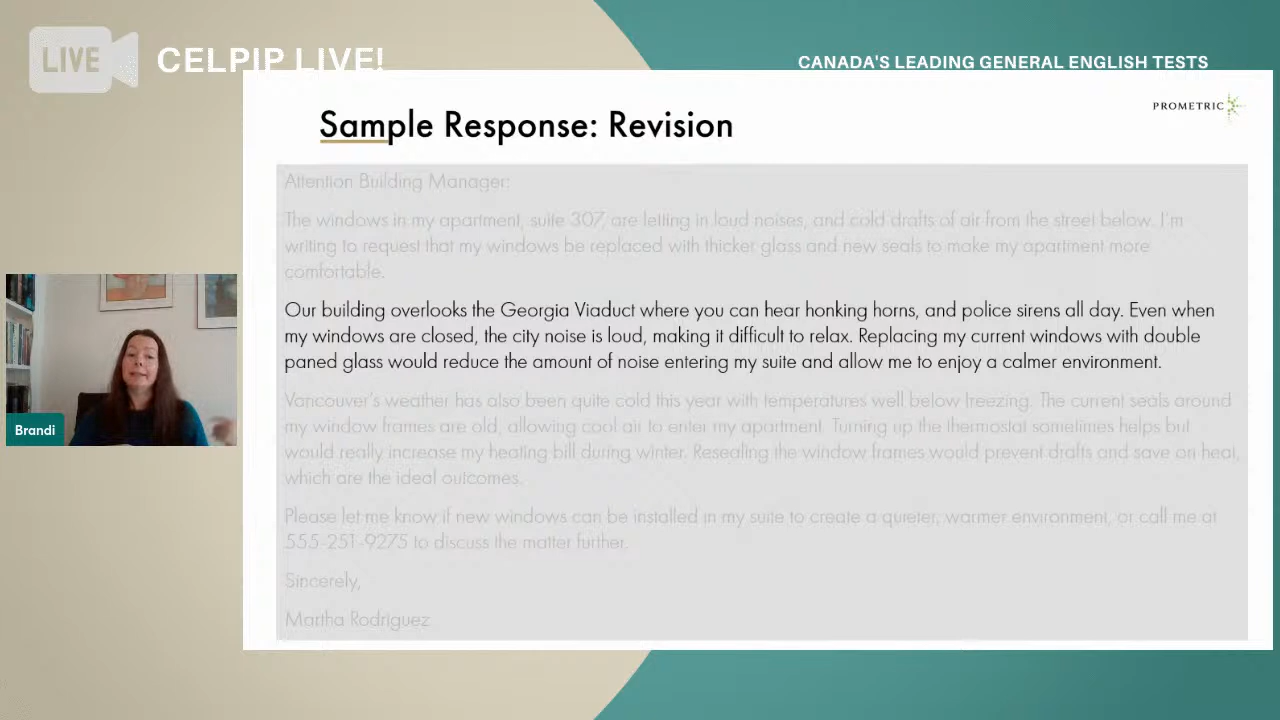 LIVE
CELPIP LIVE!
CANADA'S LEADING GENERAL ENGLISH TESTS
PROMETRIC
Sample Response: Revision
Attention Building Manager:
The windows in my apartment, suite 307, are letting in loud noises, and cold drafts of air from the street below. I'm
writing to request that my windows be replaced with thicker glass and new seals to make my apartment more
comfortable.
Our building overlooks the Georgia Viaduct where you can hear honking horns, and police sirens all day. Even when
my windows are closed, the city noise is loud, making it difficult to relax. Replacing my current windows with double
paned glass would reduce the amount of noise entering my suite and allow me to enjoy a calmer environment.
Vancouver's weather has also been quite cold this year with temperatures well below freezing. The current seals around
my window frames are old, allowing cool air to enter my apartment. Turning up the thermostat sometimes helps but
would really increase my heating bill during winter. Resealing the window frames would prevent drafts and save on heat,
which are the ideal outcomes.
Please let me know if new windows can be installed in my suite to create a quieter, warmer environment, or call me at
555-251-9275 to discuss the matter further.
Sincerely,
Martha Rodriguez
Brandi